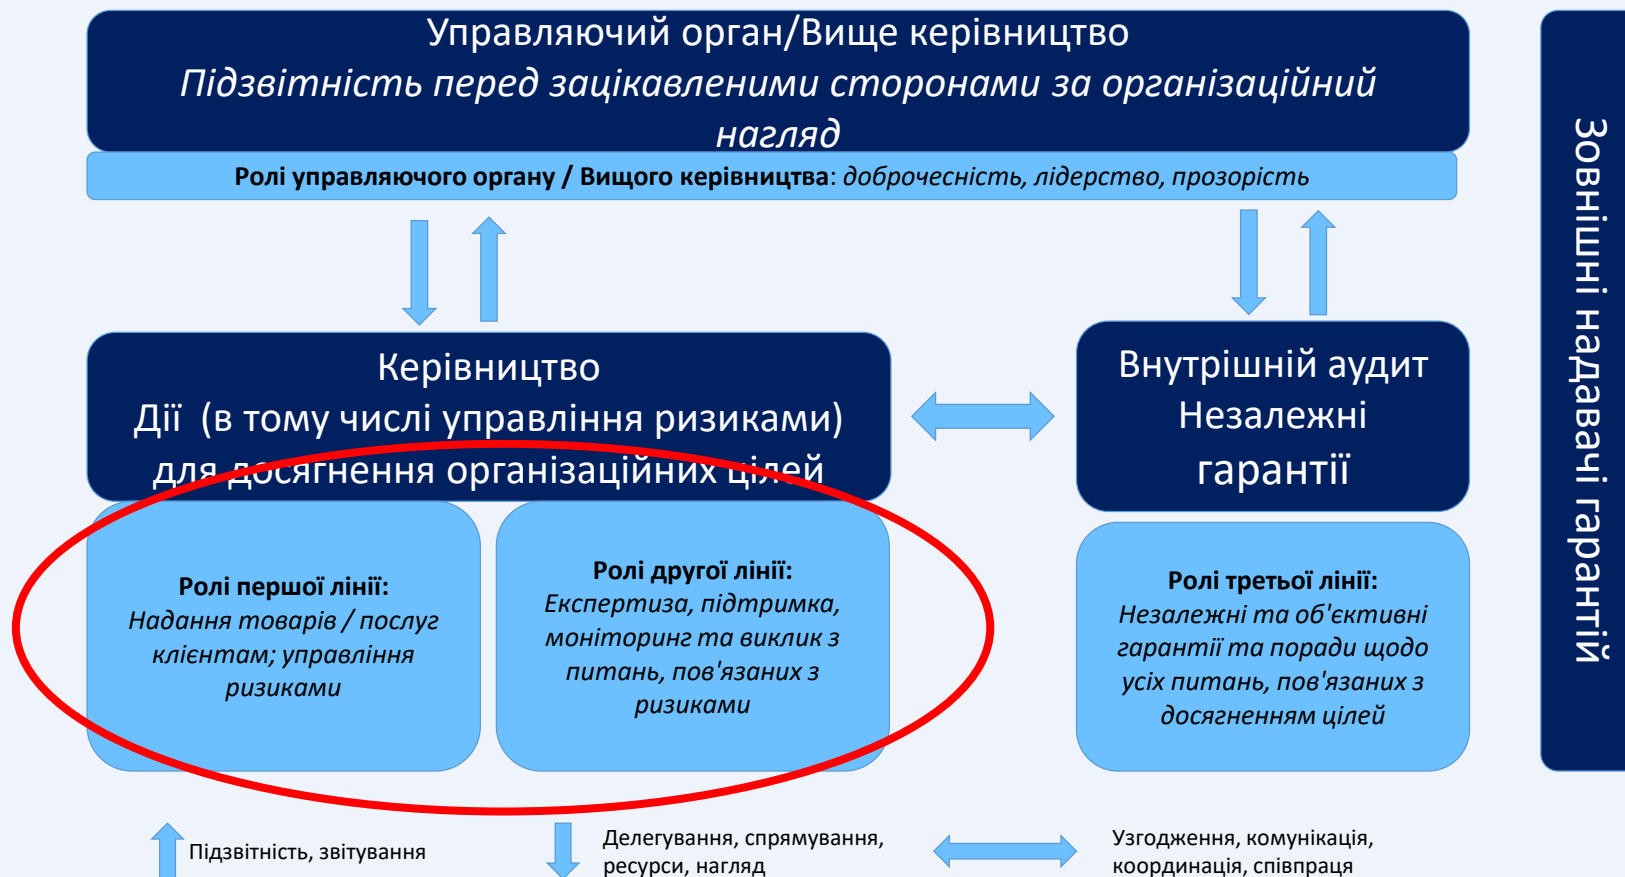 Управляючий орган/Вище керівництво
Підзвітність перед зацікавленими сторонами за організаційний
нагляд
Ролі управляючого органу / Вищого керівництва: доброчесність, лідерство, прозорість
Керівництво
Дії (в тому числі управління ризиками)
для досягнення організаційних цілей
Внутрішній аудит
Незалежні
гарантії
Ролі першої лінії:
Надання товарів / послуг
клієнтам; управління
ризиками
Ролі другої лінії:
Експертиза, підтримка,
моніторинг та виклик з
питань, пов'язаних з
ризиками
Ролі третьої лінії:
Незалежні та об'єктивні
гарантії та поради щодо
усіх питань, пов'язаних з
досягненням цілей
Зовнішні надавачі гарантій
Підзвітність, звітування
Делегування, спрямування,
ресурси, нагляд
Узгодження, комунікація,
координація, співпраця